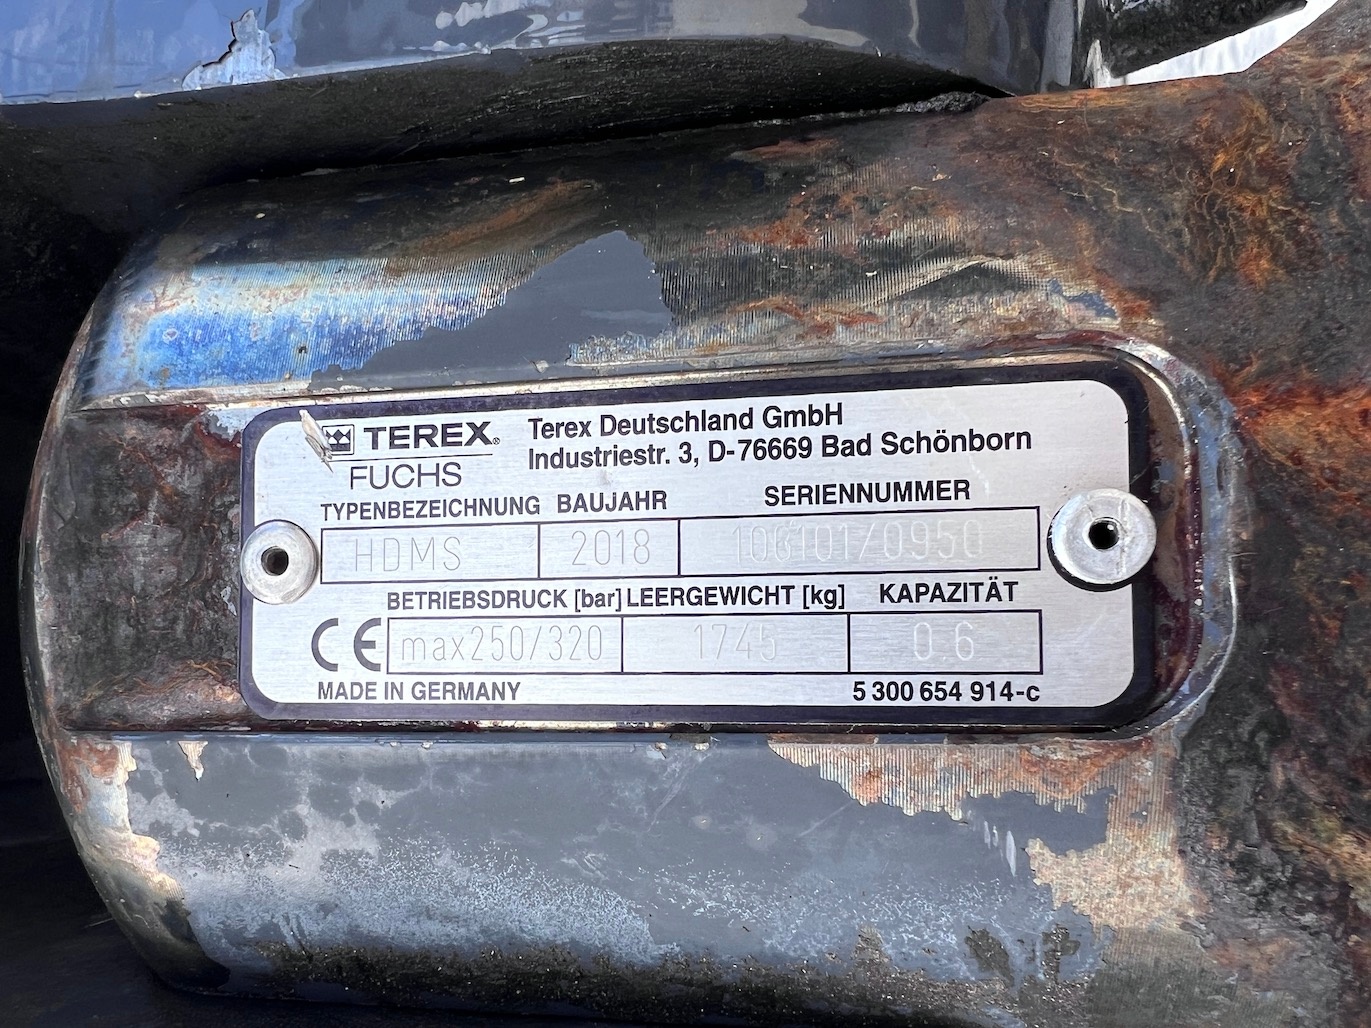 TEREX® Terex Deutschland GmbH
FUCHS Industriestr. 3, D-76669 Bad Schönborn
TYPENBEZEICHNUNG BAUJAHR SERIENNUMMER
HDMS 2018 106101/0950
BETRIEBSDRUCK [bar] LEERGEWICHT [kg] KAPAZITÄT
CE max250/320 1745 0.6
MADE IN GERMANY 5 300 654 914-c